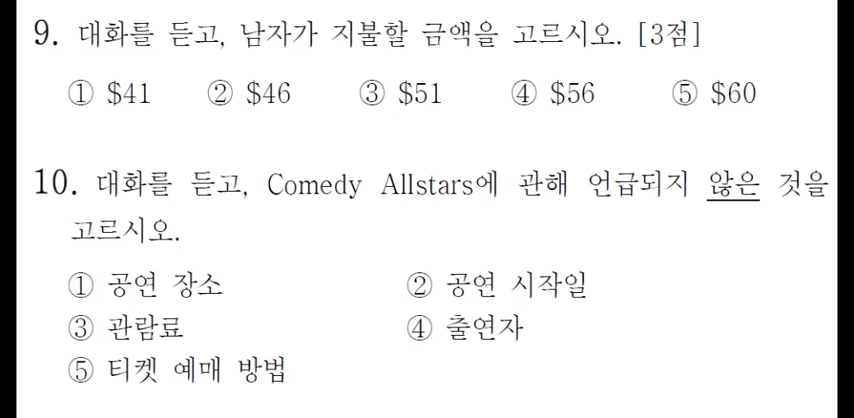 9. 대화를 듣고, 남자가 지불할 금액을 고르시오. [3점]
① $41 ② $46 ③ $51 ④ $56 ⑤ $60
10. 대화를 듣고, Comedy Allstars에 관해 언급되지 않은 것을
고르시오.
① 공연 장소 ② 공연 시작일
③ 관람료 ④ 출연자
⑤ 티켓 예매 방법